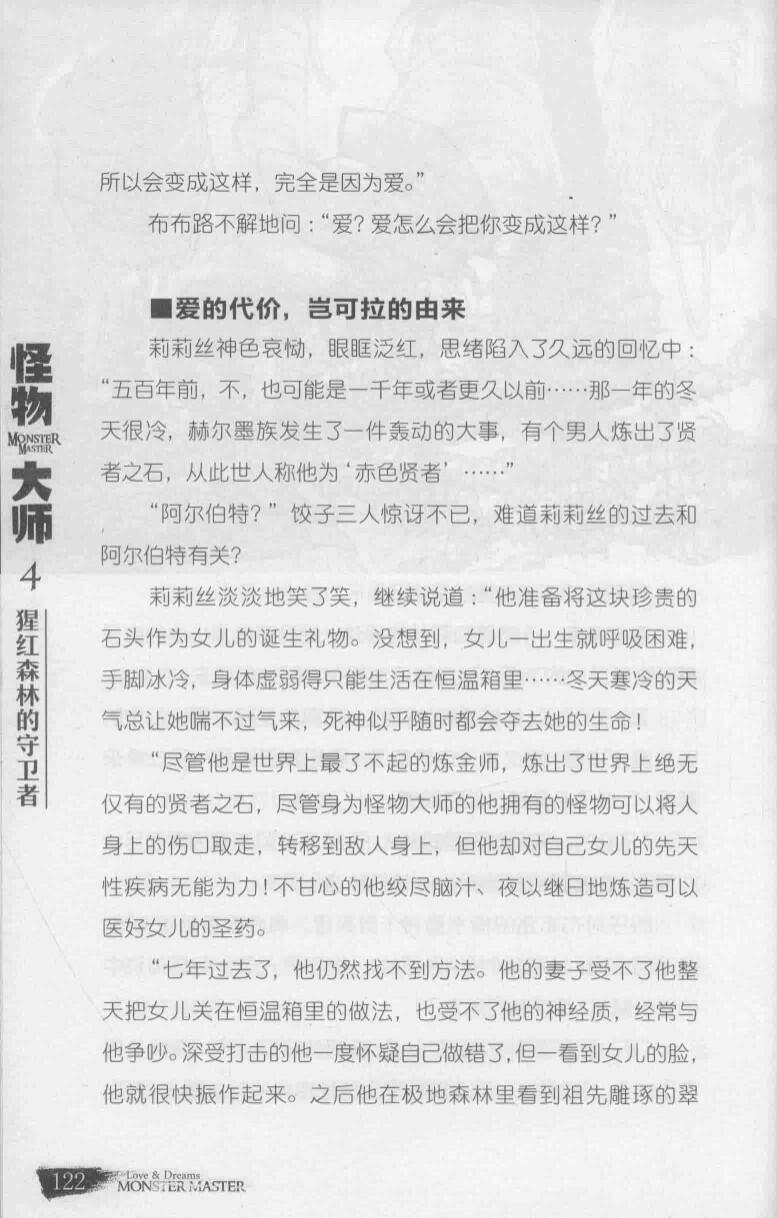 所以会变成这样，完全是因为爱。”
布布路不解地问：“爱？爱怎么会把你变成这样？”
■爱的代价，岂可拉的由来
莉莉丝神色哀恸，眼眶泛红，思绪陷入了久远的回忆中：
“五百年前，不，也可能是一千年或者更久以前……那一年的冬
天很冷，赫尔墨族发生了一件轰动的大事，有个男人炼出了贤
者之石，从此世人称他为‘赤色贤者’……”
“阿尔伯特？”饺子三人惊讶不已，难道莉莉丝的过去和
阿尔伯特有关？
莉莉丝淡淡地笑了笑，继续说道：“他准备将这块珍贵的
石头作为女儿的诞生礼物。没想到，女儿一出生就呼吸困难，
手脚冰冷，身体虚弱得只能生活在恒温箱里……冬天寒冷的天
气总让她喘不过气来，死神似乎随时都会夺去她的生命！
“尽管他是世界上最了不起的炼金师，炼出了世界上绝无
仅有的贤者之石，尽管身为怪物大师的他拥有的怪物可以将人
身上的伤口取走，转移到敌人身上，但他却对自己女儿的先天
性疾病无能为力！不甘心的他绞尽脑汁、夜以继日地炼造可以
医好女儿的圣药。
“七年过去了，他仍然找不到方法。他的妻子受不了他整
天把女儿关在恒温箱里的做法，也受不了他的神经质，经常与
他争吵。深受打击的他一度怀疑自己做错了，但一看到女儿的脸，
他就很快振作起来。之后他在极地森林里看到祖先雕琢的翠
怪物
MONSTER
MASTER
大师
4
猩红森林的守卫者
122
Love & Dreams
MONSTER MASTER